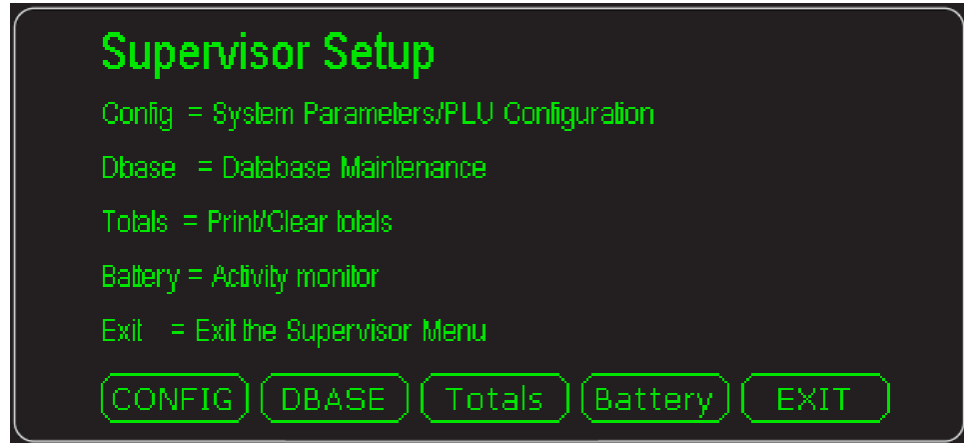 Supervisor Setup
Config = System Parameters/PLU Configuration
Dbase = Database Maintenance
Totals = Print/Clear totals
Battery = Activity monitor
Exit = Exit the Supervisor Menu
CONFIG DBASE Totals Battery EXIT